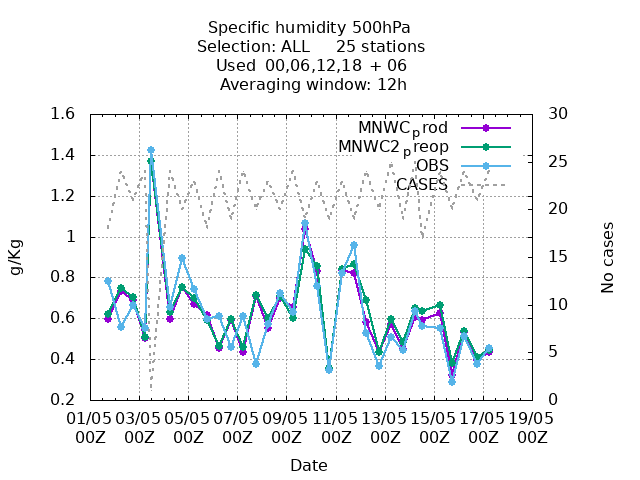 Specific humidity 500hPa
Selection: ALL 25 stations
Used 00,06,12,18 + 06
Averaging window: 12h
1.6
1.4
1.2
1
0.8
0.6
0.4
0.2
g/Kg
30
25
20
15
10
5
0
No cases
MNWCprod
MNWC2preop
OBS
CASES
01/05 03/05 05/05 07/05 09/05 11/05 13/05 15/05 17/05 19/05
00Z 00Z 00Z 00Z 00Z 00Z 00Z 00Z 00Z 00Z
Date